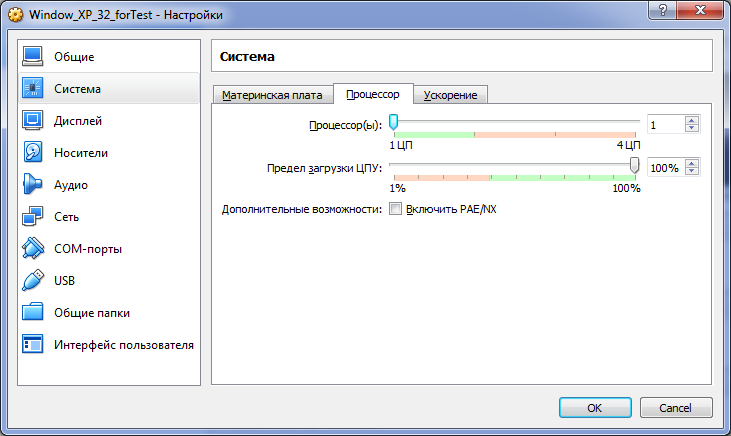 Window_XP_32_forTest - Настройки
Общие
Система
Дисплей
Носители
Аудио
Сеть
COM-порты
USB
Общие папки
Интерфейс пользователя
Система
Материнская плата Процессор Ускорение
Процессор(ы): 1
1 ЦП 4 ЦП
Предел загрузки ЦПУ: 100%
1% 100%
Дополнительные возможности: Включить PAE/NX
OK Cancel